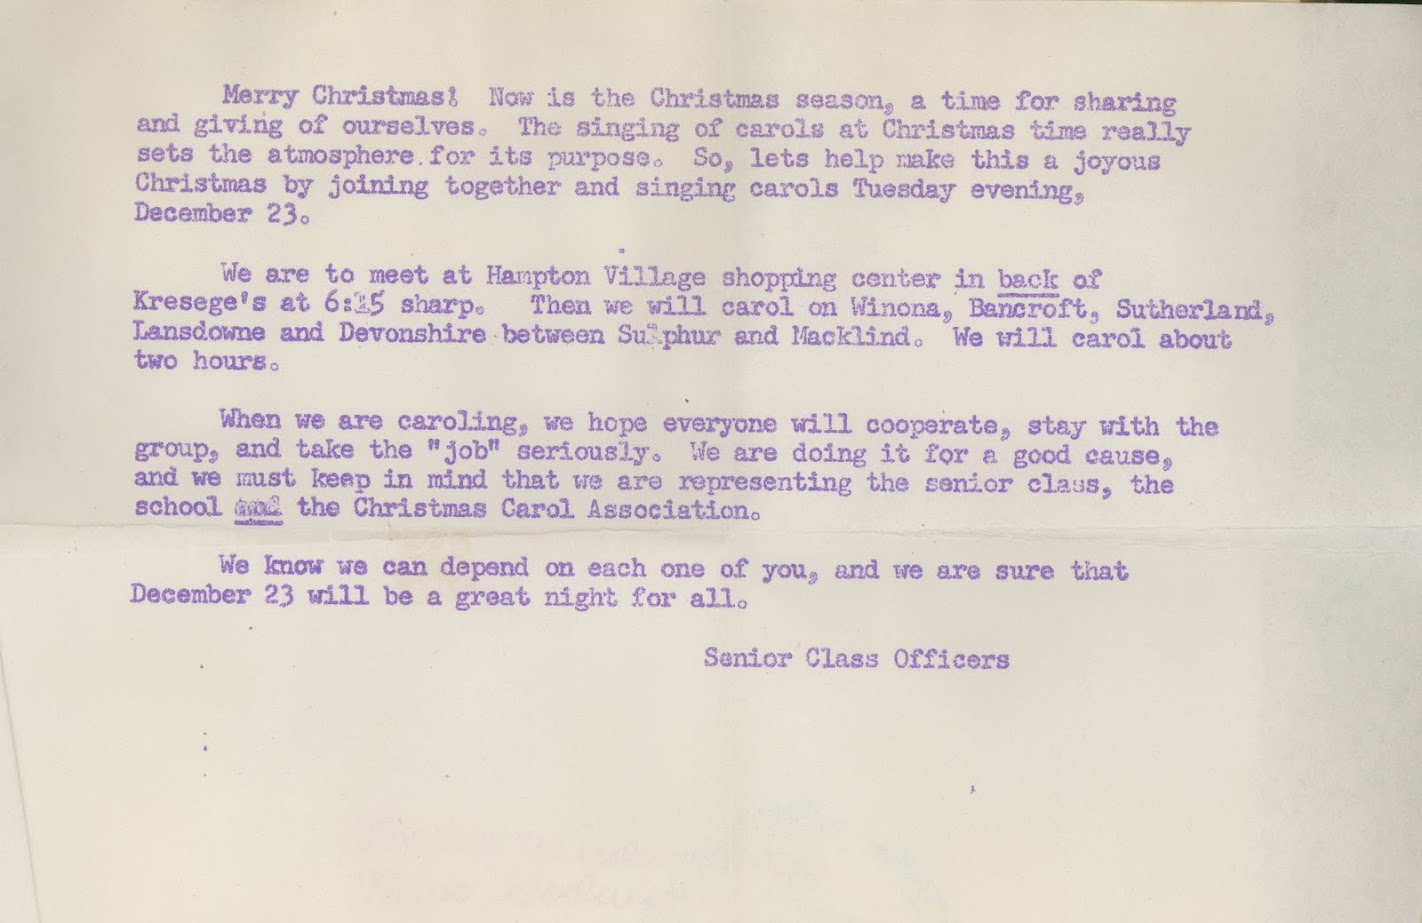 Merry Christmas! Now is the Christmas season, a time for sharing
and giving of ourselves. The singing of carols at Christmas time really
sets the atmosphere for its purpose. So, lets help make this a joyous
Christmas by joining together and singing carols Tuesday evening,
December 23.
We are to meet at Hampton Village shopping center in back of
Kresege's at 6:15 sharp. Then we will carol on Winona, Bancroft, Sutherland,
Lansdowne and Devonshire between Sulphur and Macklind. We will carol about
two hours.
When we are caroling, we hope everyone will cooperate, stay with the
group, and take the "job" seriously. We are doing it for a good cause,
and we must keep in mind that we are representing the senior class, the
school and the Christmas Carol Association.
We know we can depend on each one of you, and we are sure that
December 23 will be a great night for all.
Senior Class Officers